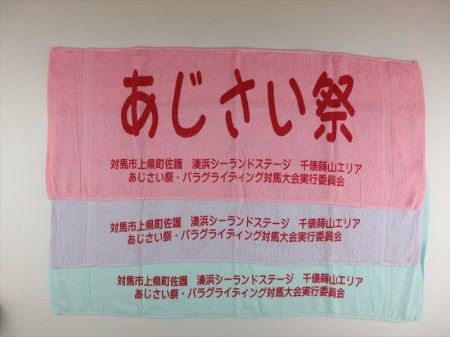 あじさい祭
対馬市上県町佐護 湊浜シーランドステージ 千俵蒔山エリア
あじさい祭・パラグライディング対馬大会実行委員会
対馬市上県町佐護 湊浜シーランドステージ 千俵蒔山エリア
あじさい祭・パラグライディング対馬大会実行委員会
対馬市上県町佐護 湊浜シーランドステージ 千俵蒔山エリア
あじさい祭・パラグライディング対馬大会実行委員会